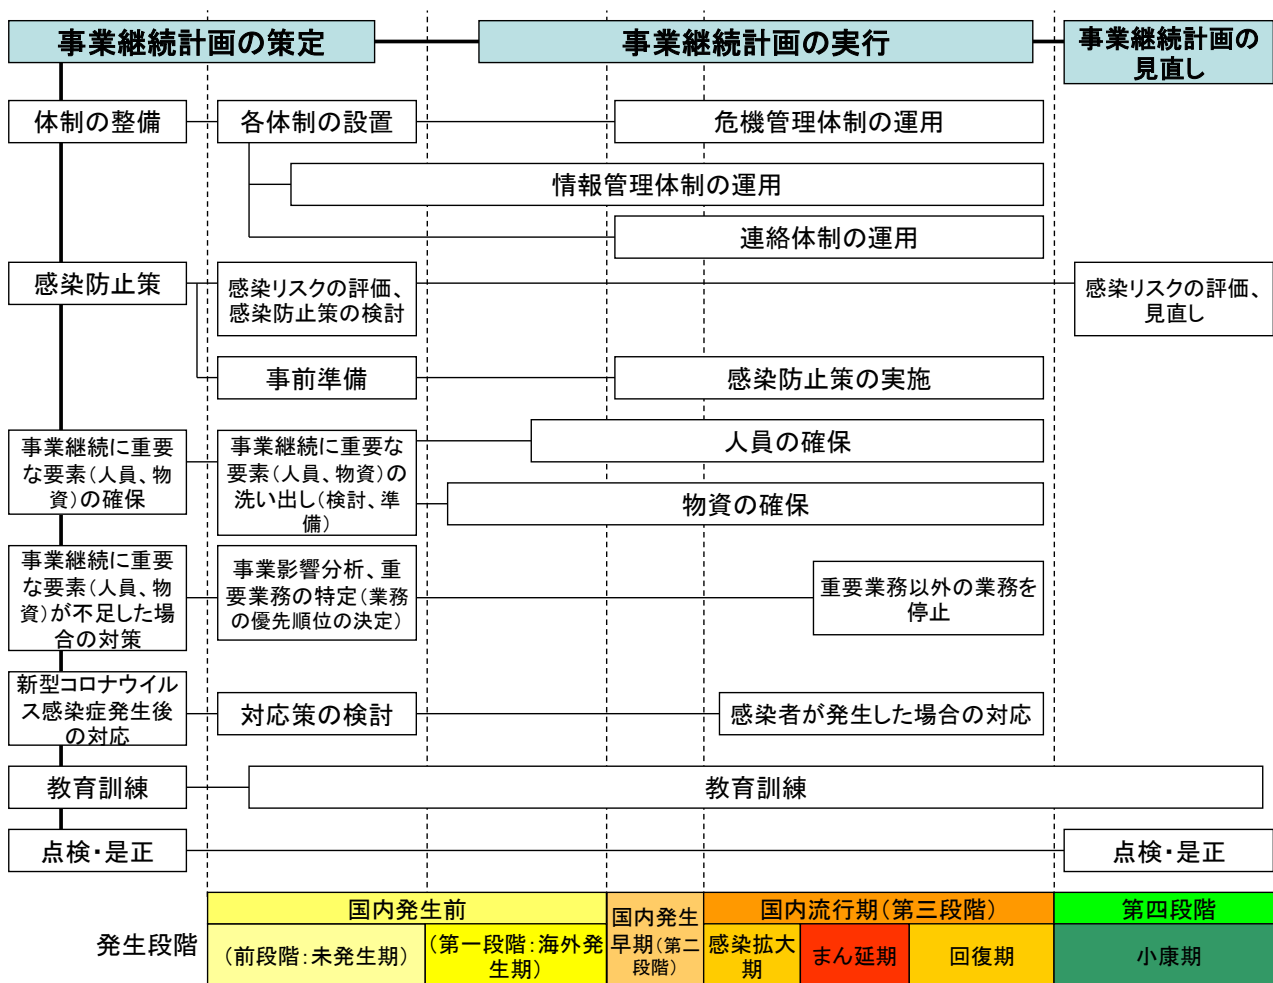 事業継続計画の策定
事業継続計画の実行
事業継続計画の
見直し
体制の整備
各体制の設置
危機管理体制の運用
情報管理体制の運用
連絡体制の運用
感染防止策
感染リスクの評価、
感染防止策の検討
感染リスクの評価、
見直し
事前準備
感染防止策の実施
事業継続に重要
な要素(人員、物
資)の確保
事業継続に重要な
要素(人員、物資)の
洗い出し(検討、準
備)
人員の確保
物資の確保
事業継続に重要
な要素(人員、物
資)が不足した場
合の対策
事業影響分析、重
要業務の特定(業務
の優先順位の決定)
重要業務以外の業務を
停止
新型コロナウイル
ス感染症発生後
の対応
対応策の検討
感染者が発生した場合の対応
教育訓練
教育訓練
点検・是正
点検・是正
発生段階
国内発生前
(前段階:未発生期)
(第一段階:海外発
生期)
国内発生
早期(第二
段階)
国内流行期(第三段階)
感染拡大
期
まん延期
回復期
第四段階
小康期